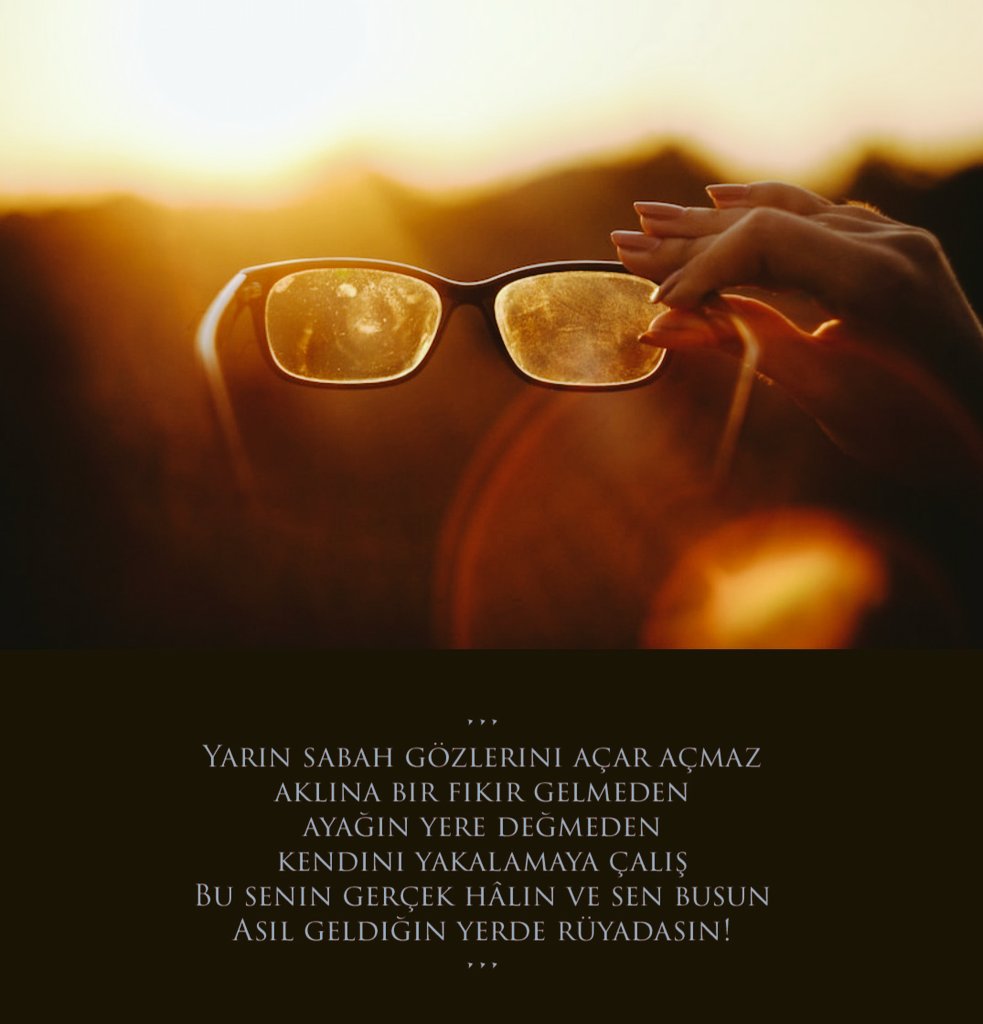 ,,,
Yarın sabah gözlerini açar açmaz
aklına bir fikir gelmeden
ayağın yere değmeden
kendini yakalamaya çalış
Bu senin gerçek hâlin ve sen busun
Asıl geldiğin yerde rüyadasın!
,,,